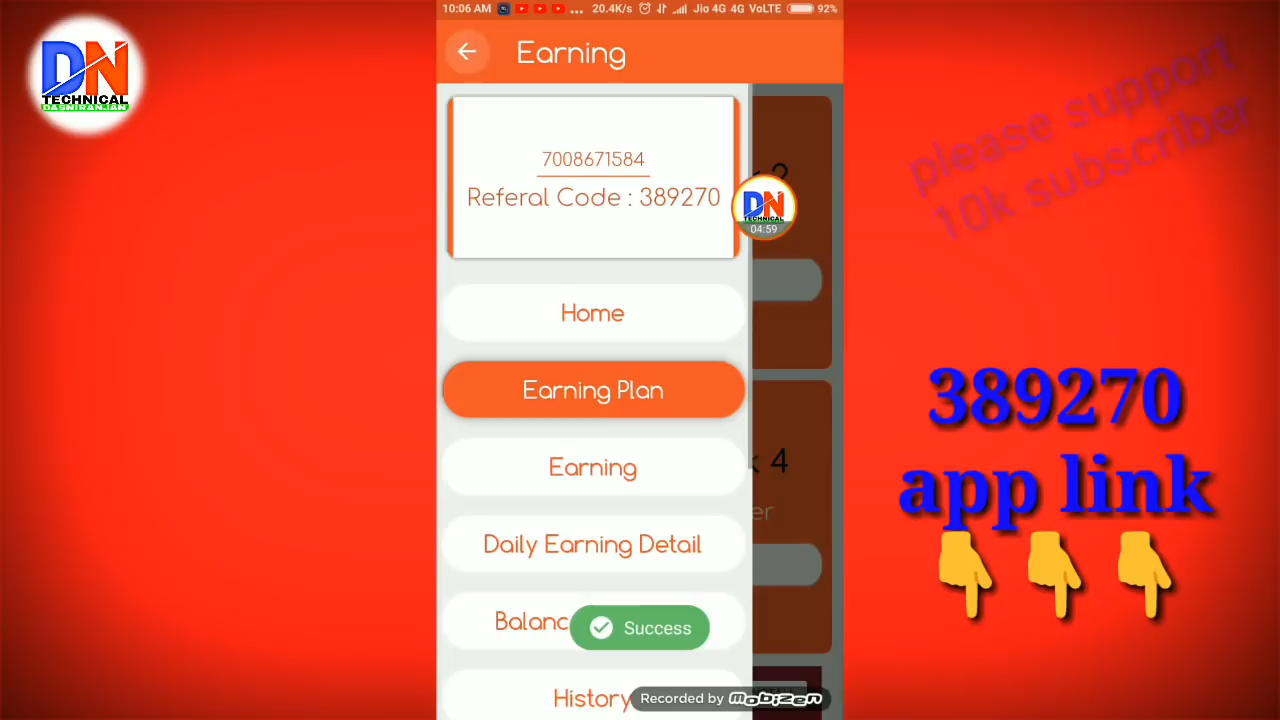 10:06 AM ... 20.4K/s Jio 4G 4G VoLTE 92%
DN
TECHNICAL
DASNIRANJAN
Earning
please support
10k subscriber
7008671584
Referal Code : 389270
DN
TECHNICAL
04:59
Home
Earning Plan
389270
app link
👇 👇 👇
Earning
4
Daily Earning Detail
Balanc
Success
History
Recorded by mobizen